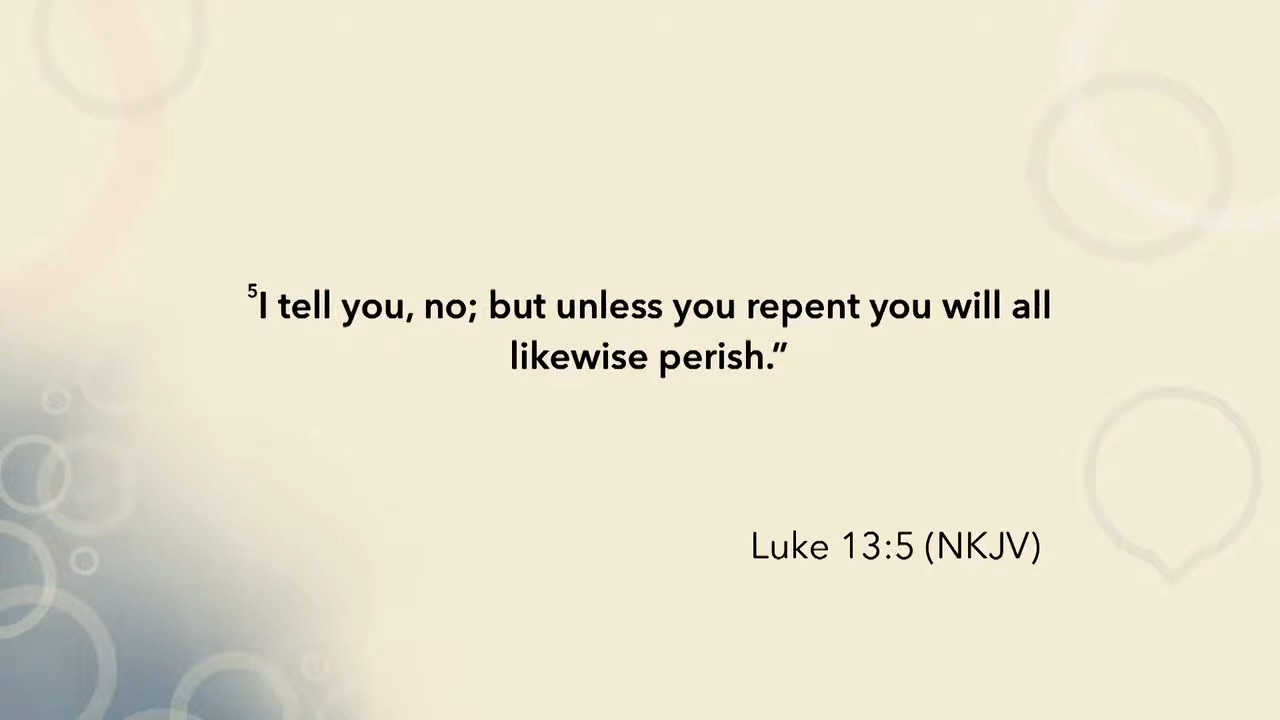 ⁵I tell you, no; but unless you repent you will all
likewise perish.”
Luke 13:5 (NKJV)